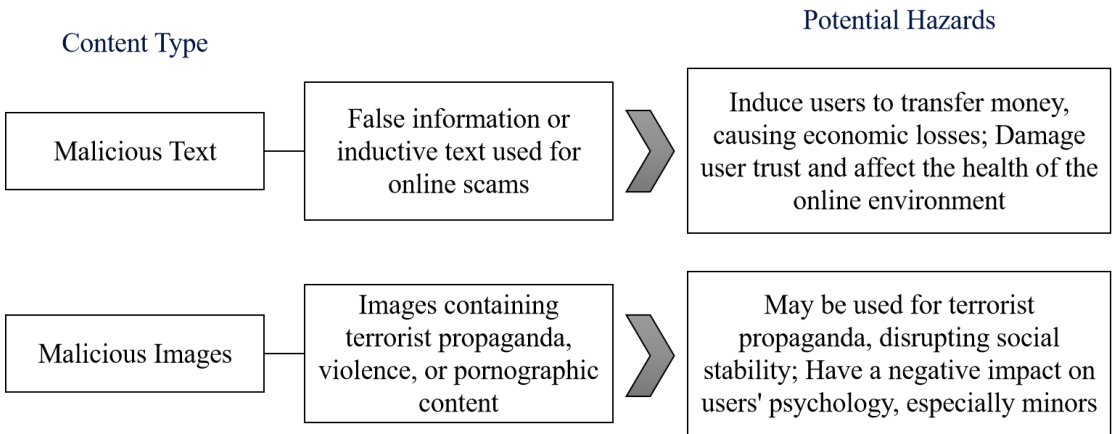 Potential Hazards
Content Type
Malicious Text
False information or
inductive text used for
online scams
Induce users to transfer money,
causing economic losses; Damage
user trust and affect the health of the
online environment
Malicious Images
Images containing
terrorist propaganda,
violence, or pornographic
content
May be used for terrorist
propaganda, disrupting social
stability; Have a negative impact on
users' psychology, especially minors